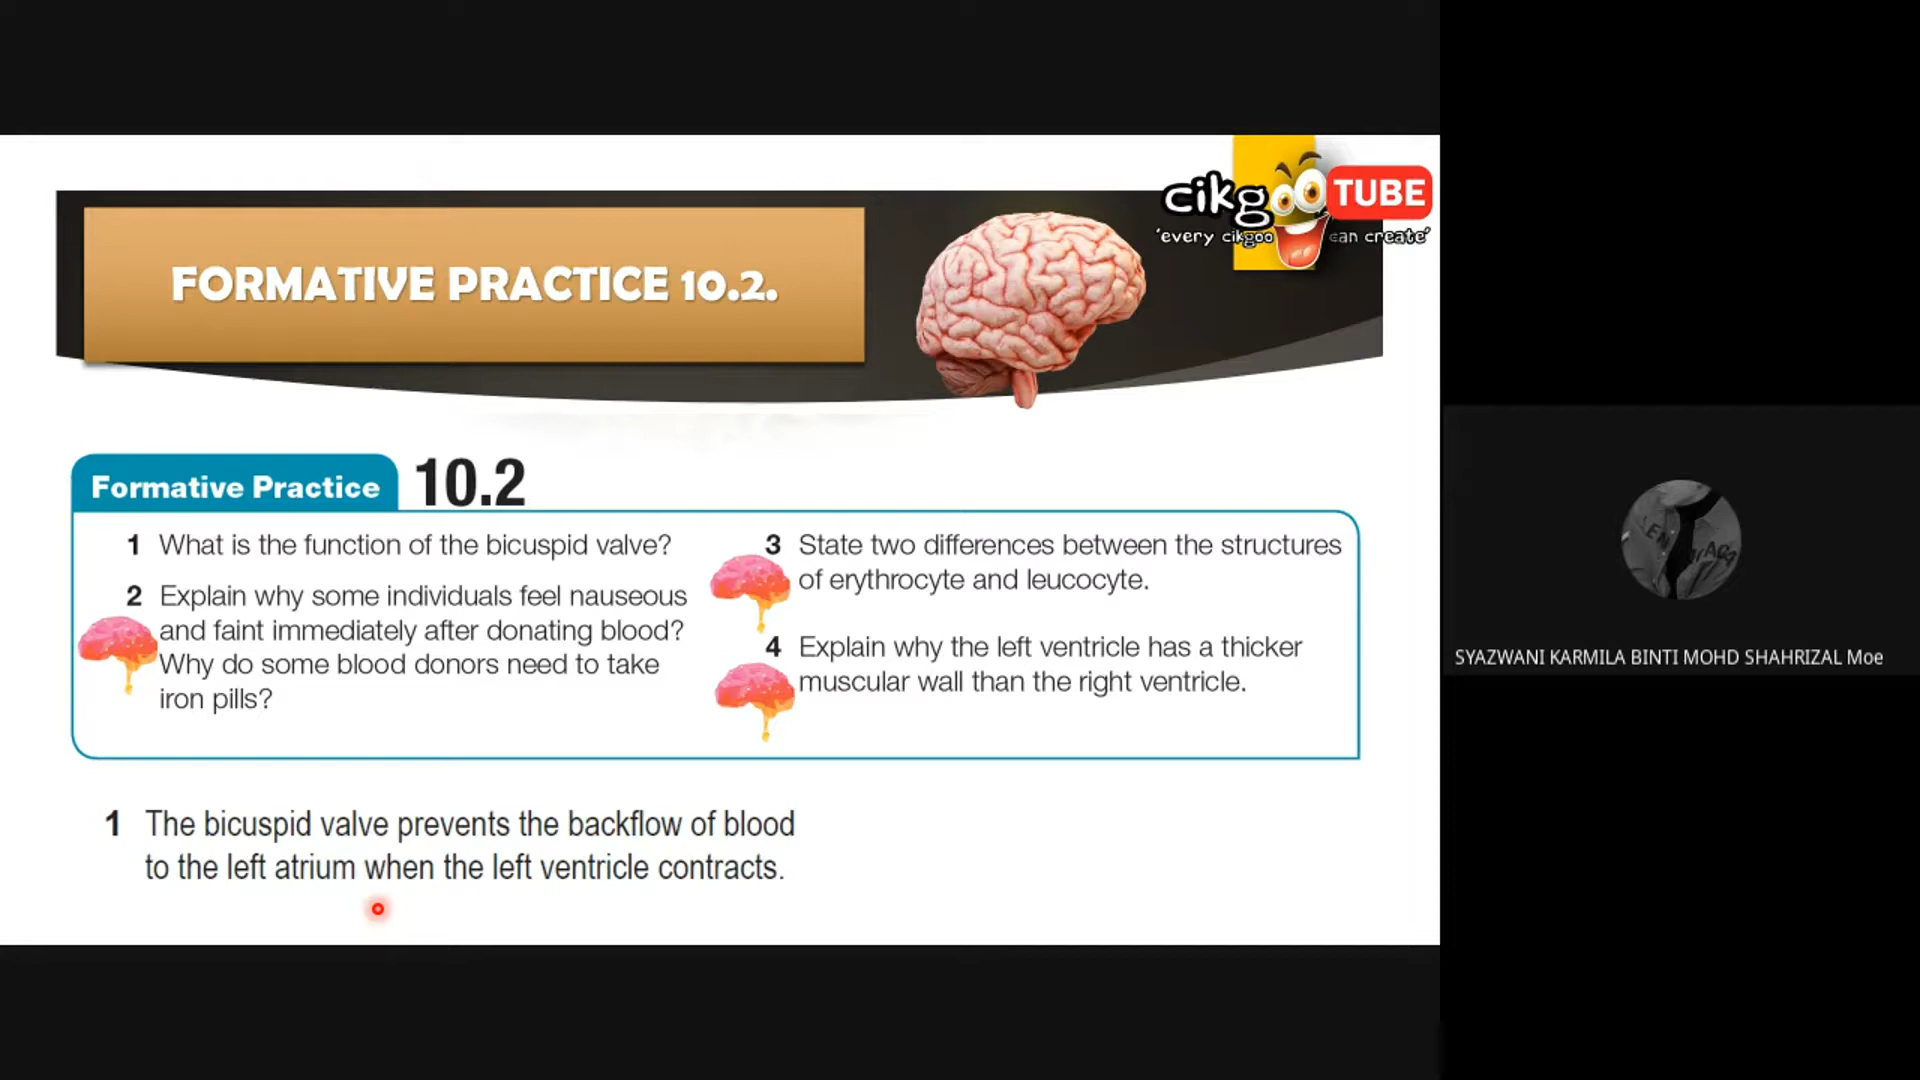 cikgoo TUBE
'every cikgoo can create'
FORMATIVE PRACTICE 10.2.
Formative Practice 10.2
1 What is the function of the bicuspid valve?
2 Explain why some individuals feel nauseous
and faint immediately after donating blood?
Why do some blood donors need to take
iron pills?
3 State two differences between the structures
of erythrocyte and leucocyte.
4 Explain why the left ventricle has a thicker
muscular wall than the right ventricle.
1 The bicuspid valve prevents the backflow of blood
to the left atrium when the left ventricle contracts.
SYAZWANI KARMILA BINTI MOHD SHAHRIZAL Moe